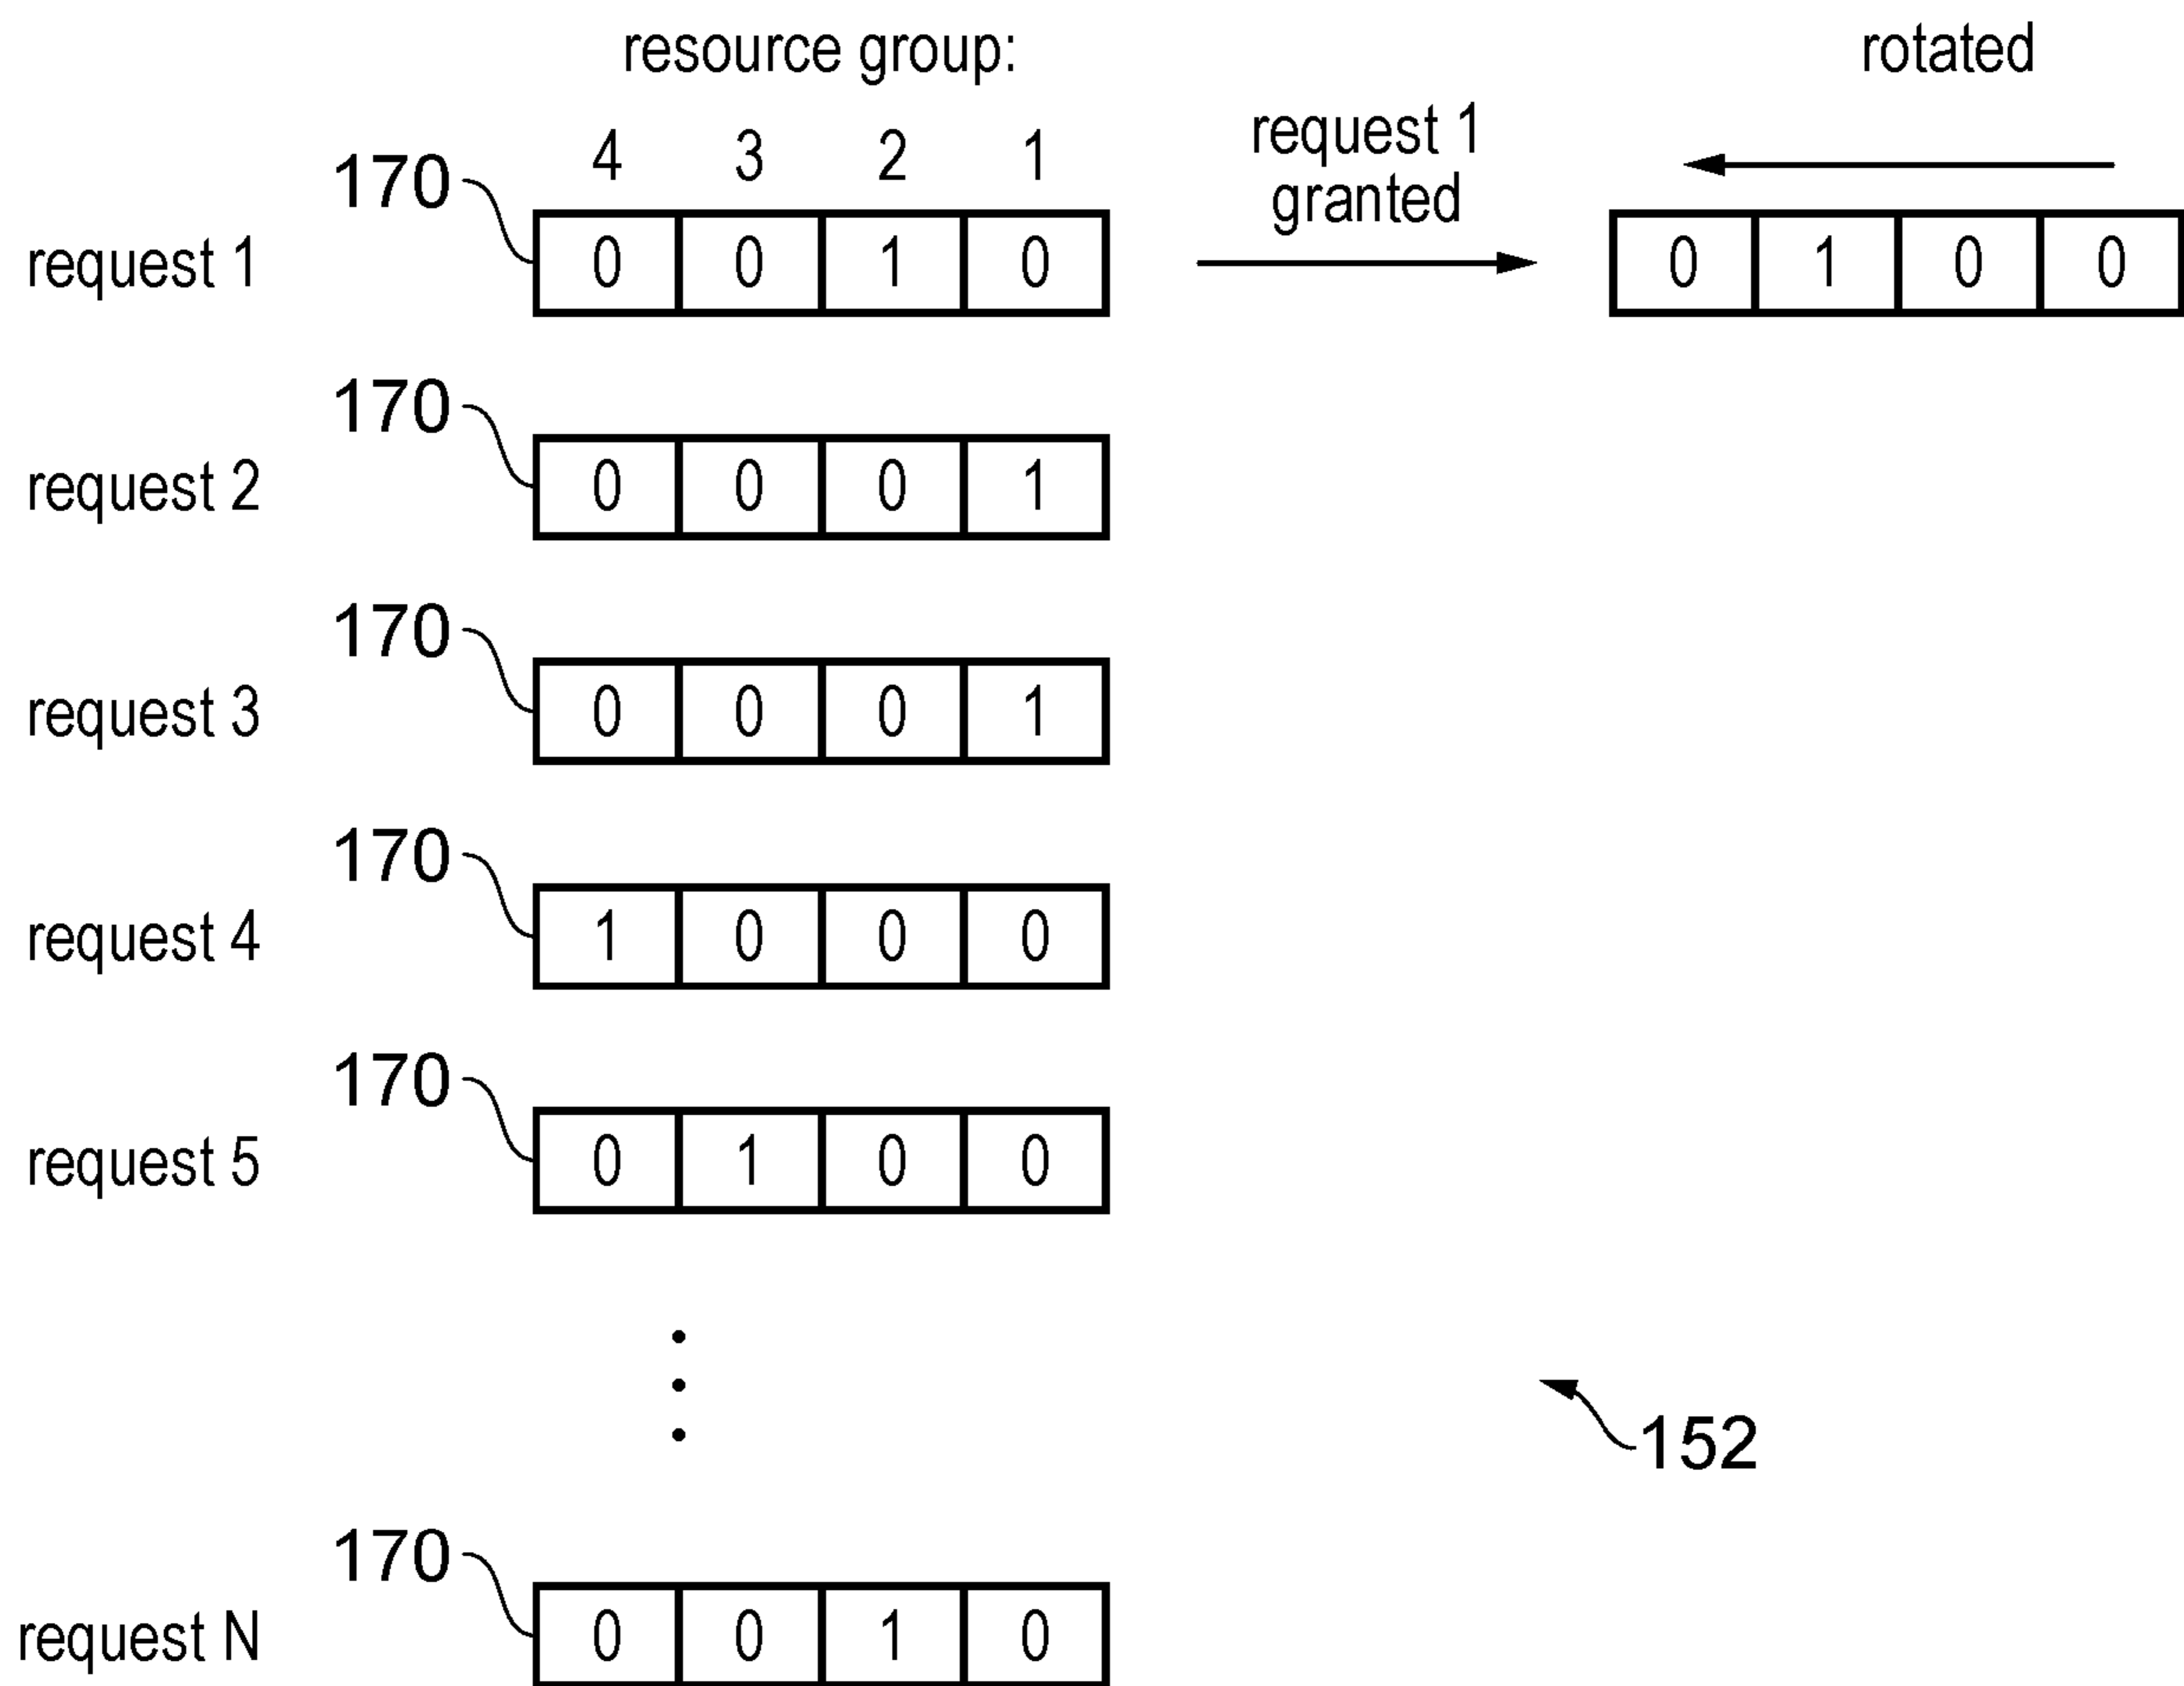 resource group:
rotated
4 3 2 1
request 1
granted
170
request 1
0 0 1 0
0 1 0 0
170
request 2
0 0 0 1
170
request 3
0 0 0 1
170
request 4
1 0 0 0
170
request 5
0 1 0 0
152
170
request N
0 0 1 0